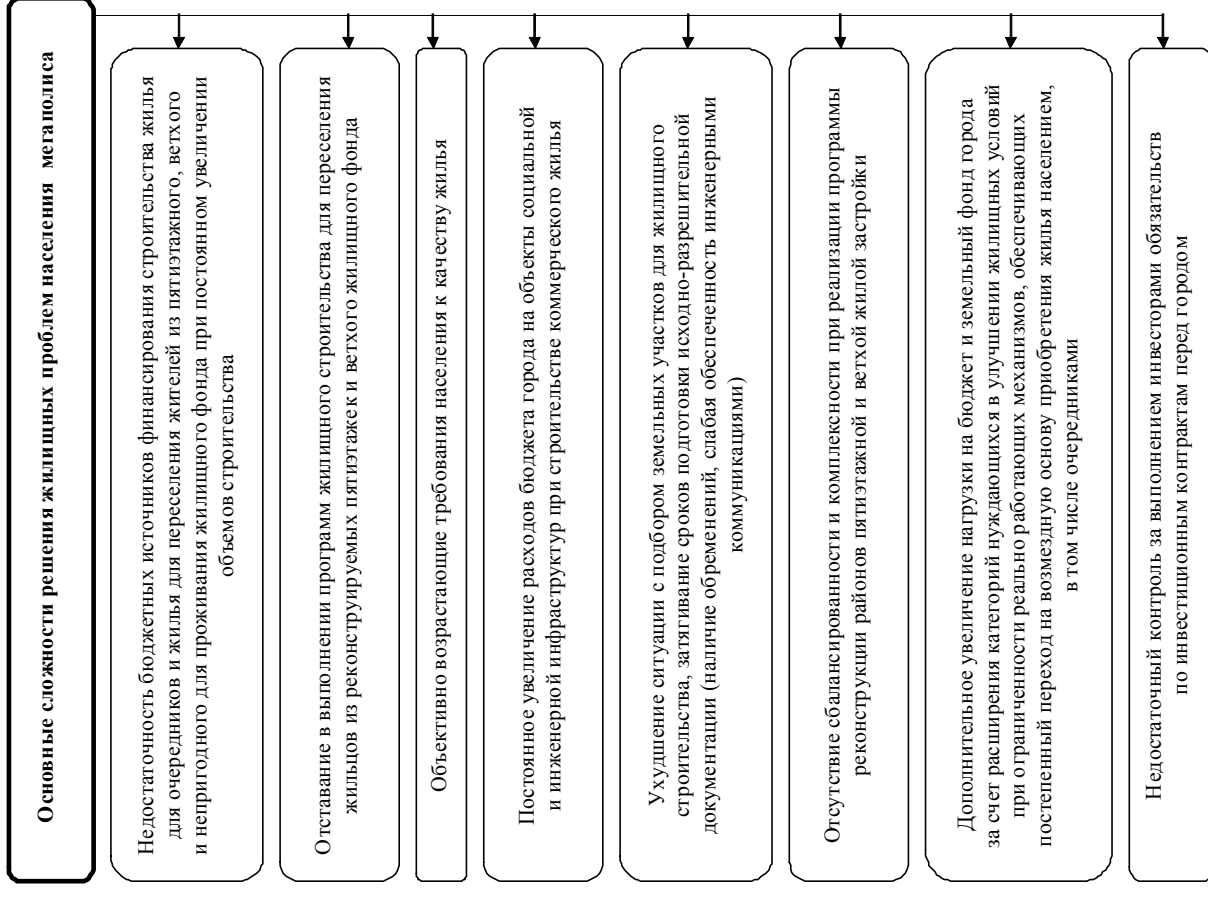 Основные сложности решения жилищных проблем населения мегаполиса
Недостаточность бюджетных источников финансирования строительства жилья
для очередников и жилья для переселения жителей из пятиэтажного, ветхого
и непригодного для проживания жилищного фонда при постоянном увеличении
объемов строительства
Отставание в выполнении программ жилищного строительства для переселения
жильцов из реконструируемых пятиэтажек и ветхого жилищного фонда
Объективно возрастающие требования населения к качеству жилья
Постоянное увеличение расходов бюджета города на объекты социальной
и инженерной инфраструктур при строительстве коммерческого жилья
Ухудшение ситуации с подбором земельных участков для жилищного
строительства, затягивание сроков подготовки исходно-разрешительной
документации (наличие обременений, слабая обеспеченность инженерными
коммуникациями)
Отсутствие сбалансированности и комплексности при реализации программы
реконструкции районов пятиэтажной и ветхой жилой застройки
Дополнительное увеличение нагрузки на бюджет и земельный фонд города
за счет расширения категорий нуждающихся в улучшении жилищных условий
при ограниченности реально работающих механизмов, обеспечивающих
постепенный переход на возмездную основу приобретения жилья населением,
в том числе очередниками
Недостаточный контроль за выполнением инвесторами обязательств
по инвестиционным контрактам перед городом